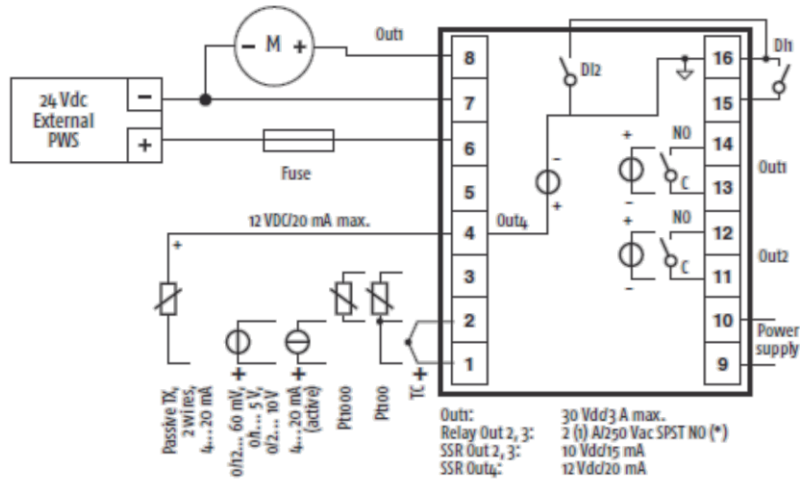 − M +
Out1
24 Vdc
External
PWS
−
+
Fuse
12 VDC/20 mA max.
+
8
7
6
5
4
3
2
1
Out4
DI2
DI1
−
+
16
15
14
13
12
11
10
9
+
NO
C
−
Out1
+
NO
C
−
Out2
Power
supply
Passive TX,
2 wires,
4... 20 mA
+
0/12... 60 mV,
0/1... 5 V,
0/2... 10 V
+
4... 20 mA
(active)
Pt1000
Pt100
TC +
Out1: 30 Vdc/3 A max.
Relay Out 2, 3: 2 (1) A/250 Vac SPST NO (*)
SSR Out 2, 3: 10 Vdc/15 mA
SSR Out4: 12 Vdc/20 mA